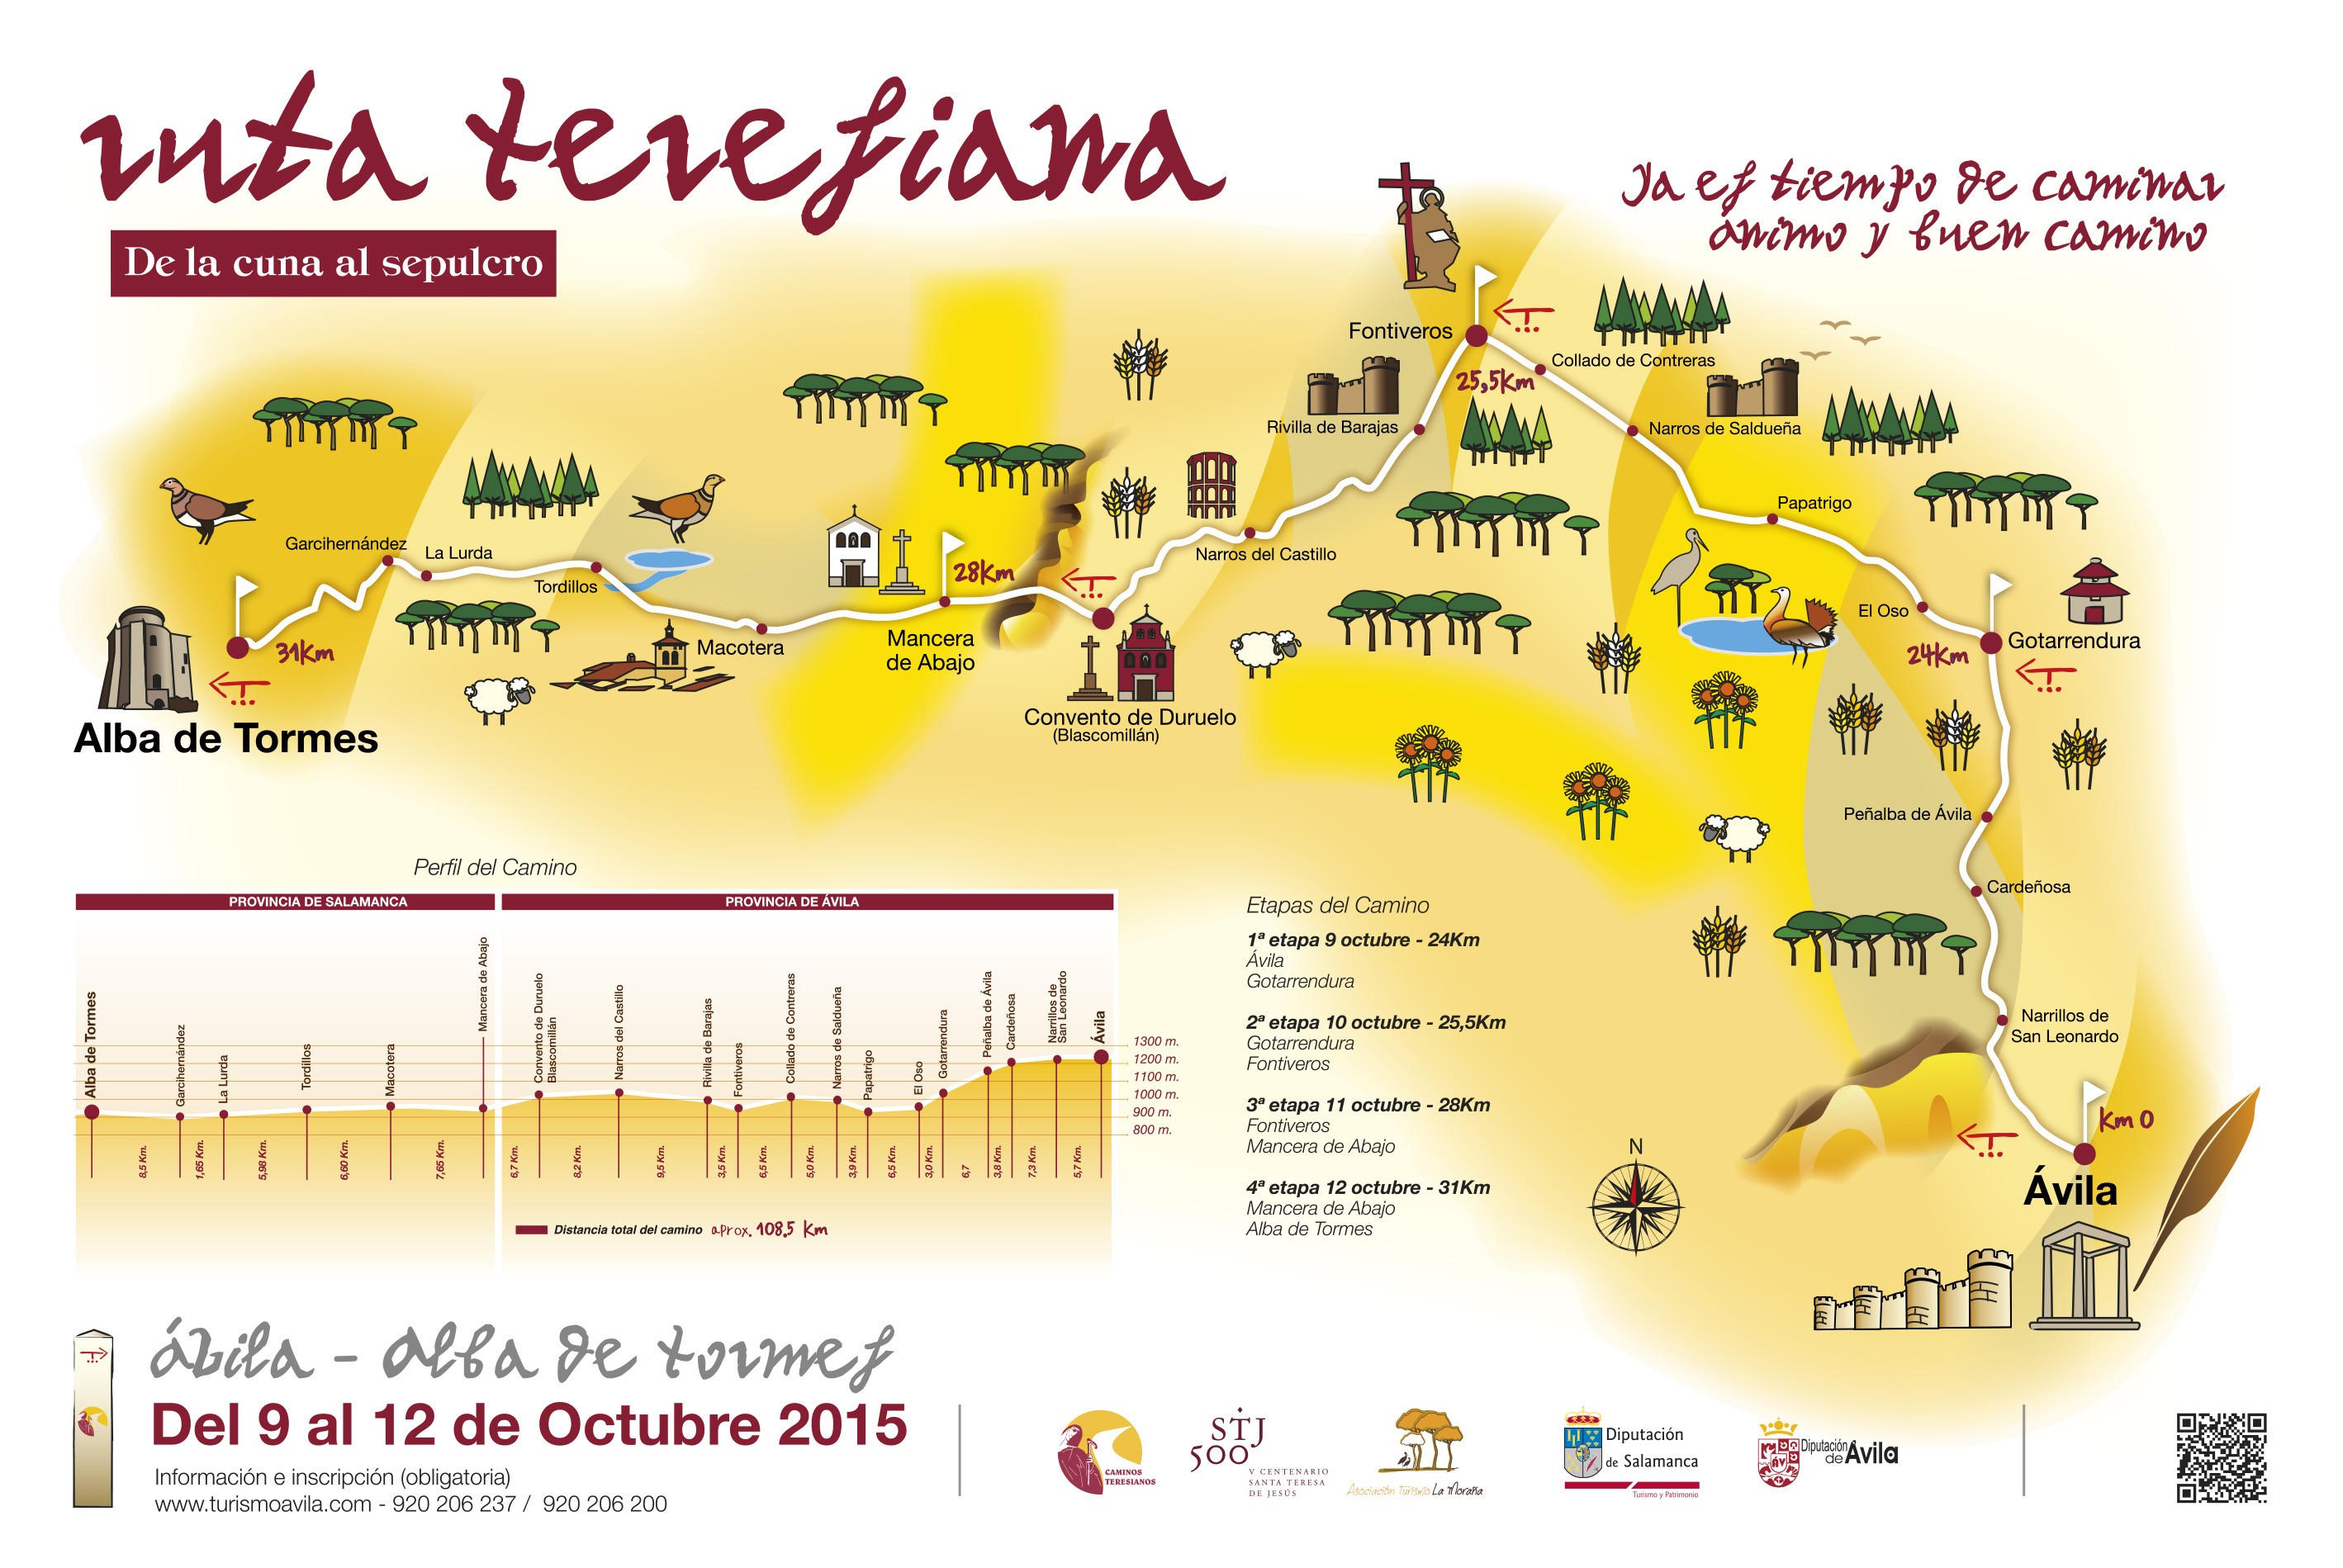 ruta teresiana
De la cuna al sepulcro
Ya es tiempo de caminar
ánimo y buen camino
Fontiveros
25,5Km
Collado de Contreras
Rivilla de Barajas
Narros de Saldueña
Papatrigo
Narros del Castillo
El Oso
24Km
Gotarrendura
Garcihernández
La Lurda
Tordillos
28Km
31Km
Macotera
Mancera
de Abajo
Alba de Tormes
Convento de Duruelo
(Blascomillán)
Peñalba de Ávila
Cardeñosa
Narrillos de
San Leonardo
Km 0
Ávila
N
Perfil del Camino
PROVINCIA DE SALAMANCA
PROVINCIA DE ÁVILA
Alba de Tormes
Garcihernández
La Lurda
Tordillos
Macotera
Mancera de Abajo
Convento de Duruelo
Blascomillán
Narros del Castillo
Rivilla de Barajas
Fontiveros
Collado de Contreras
Narros de Saldueña
Papatrigo
El Oso
Gotarrendura
Peñalba de Ávila
Cardeñosa
Narrillos de
San Leonardo
Ávila
1300 m.
1200 m.
1100 m.
1000 m.
900 m.
800 m.
8,5 Km.
1,65 Km.
5,98 Km.
6,60 Km.
7,65 Km.
6,7 Km.
8,2 Km.
9,5 Km.
3,5 Km.
6,5 Km.
5,0 Km.
3,9 Km.
6,5 Km.
3,0 Km.
6,7
3,8 Km.
7,3 Km.
5,7 Km.
Distancia total del camino aprox. 108.5 Km
Etapas del Camino
1ª etapa 9 octubre - 24Km
Ávila
Gotarrendura
2ª etapa 10 octubre - 25,5Km
Gotarrendura
Fontiveros
3ª etapa 11 octubre - 28Km
Fontiveros
Mancera de Abajo
4ª etapa 12 octubre - 31Km
Mancera de Abajo
Alba de Tormes
Ábila - Alba de tormes
Del 9 al 12 de Octubre 2015
Información e inscripción (obligatoria)
www.turismoavila.com - 920 206 237 / 920 206 200
CAMINOS
TERESIANOS
STJ
500
V CENTENARIO
SANTA TERESA
DE JESÚS
Asociación Turismo La Moraña
Diputación
de Salamanca
Turismo y Patrimonio
Diputación
de Ávila